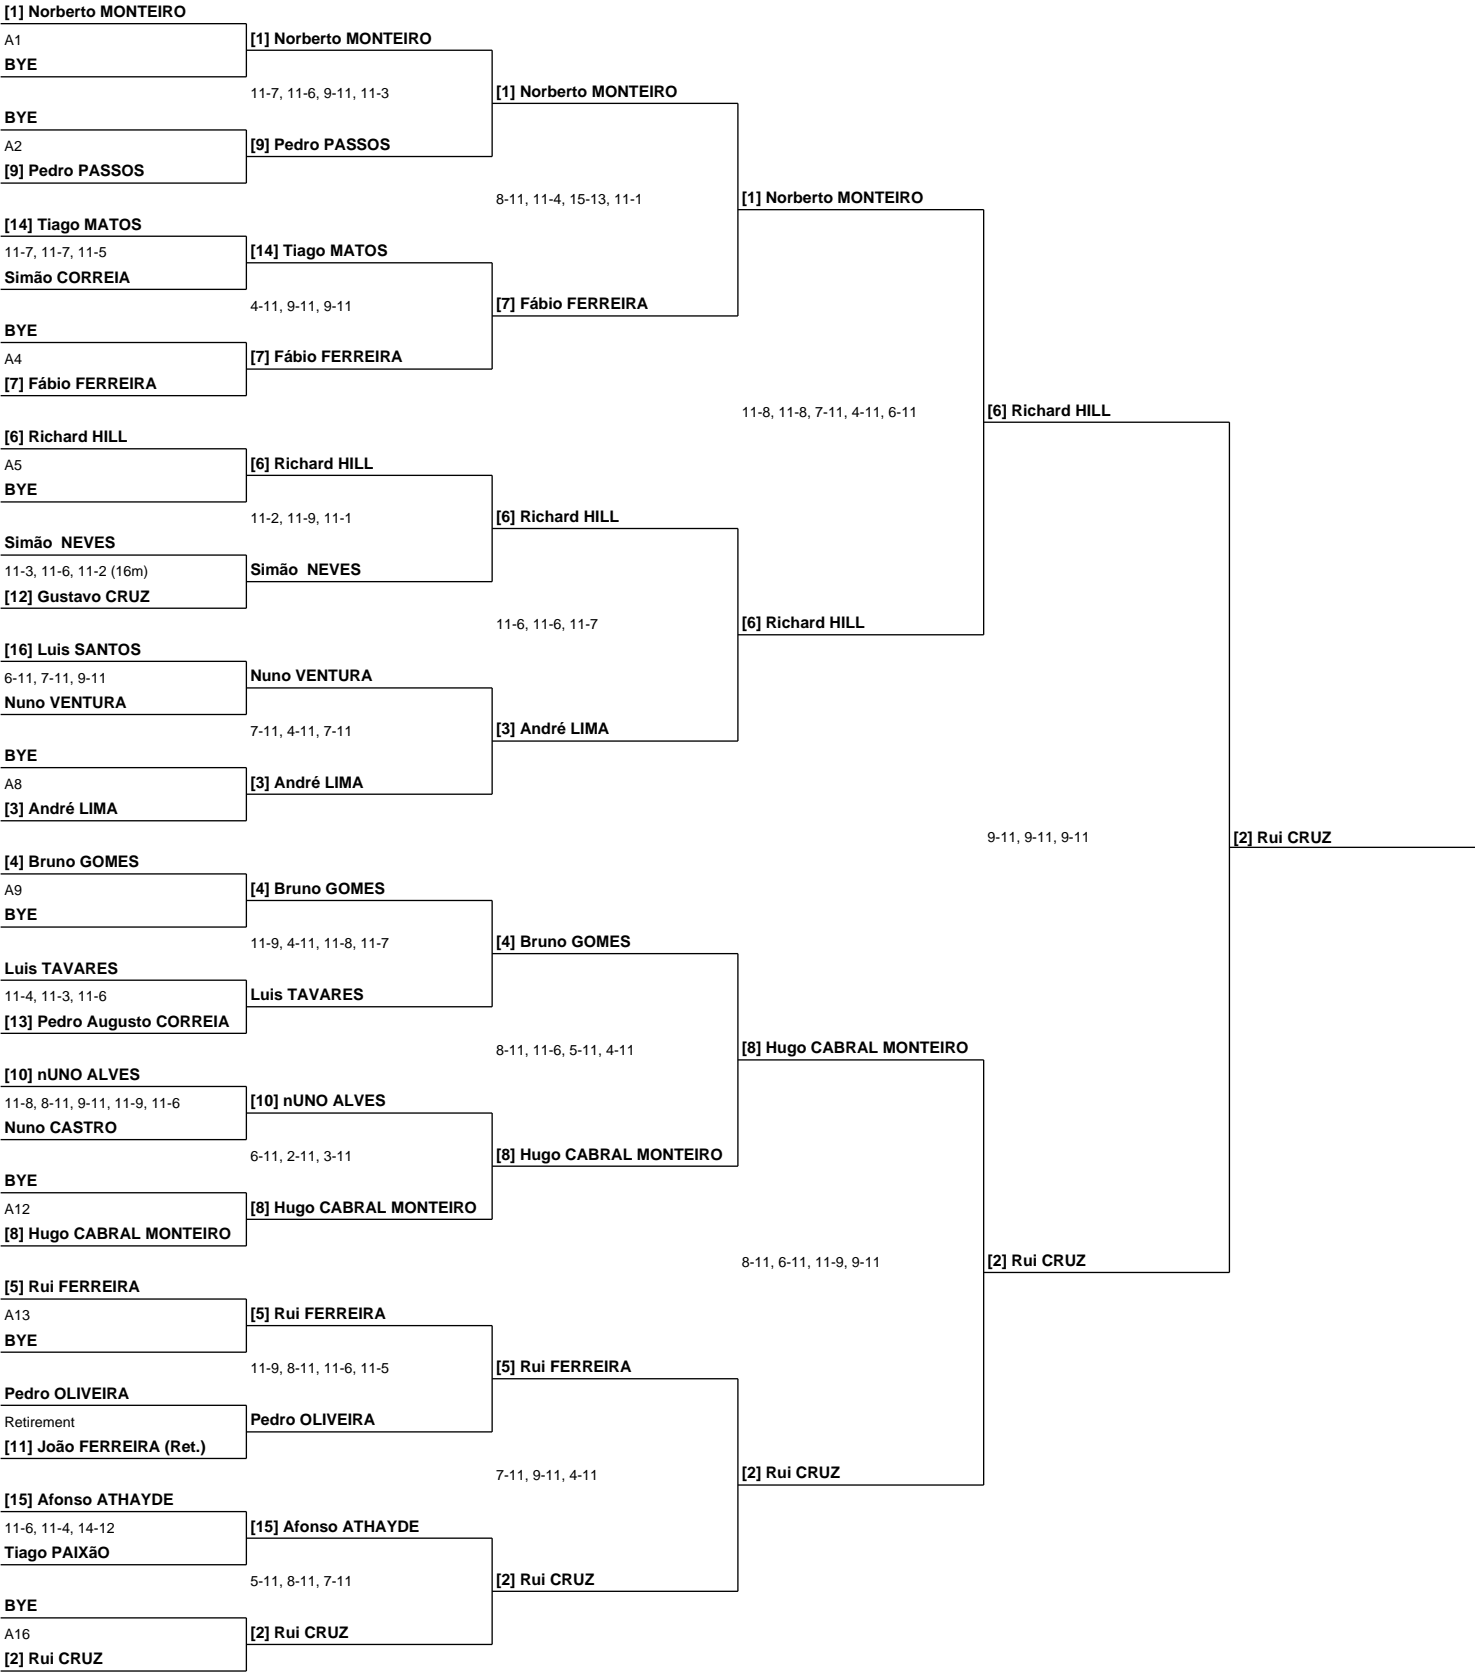 [1] Norberto MONTEIRO
A1
[1] Norberto MONTEIRO
BYE
11-7, 11-6, 9-11, 11-3
[1] Norberto MONTEIRO
BYE
A2
[9] Pedro PASSOS
[9] Pedro PASSOS
8-11, 11-4, 15-13, 11-1
[1] Norberto MONTEIRO
[14] Tiago MATOS
11-7, 11-7, 11-5
[14] Tiago MATOS
Simão CORREIA
4-11, 9-11, 9-11
[7] Fábio FERREIRA
BYE
A4
[7] Fábio FERREIRA
[7] Fábio FERREIRA
11-8, 11-8, 7-11, 4-11, 6-11
[6] Richard HILL
[6] Richard HILL
A5
[6] Richard HILL
BYE
11-2, 11-9, 11-1
[6] Richard HILL
Simão  NEVES
11-3, 11-6, 11-2 (16m)
Simão  NEVES
[12] Gustavo CRUZ
11-6, 11-6, 11-7
[6] Richard HILL
[16] Luis SANTOS
6-11, 7-11, 9-11
Nuno VENTURA
Nuno VENTURA
7-11, 4-11, 7-11
[3] André LIMA
BYE
A8
[3] André LIMA
[3] André LIMA
9-11, 9-11, 9-11
[2] Rui CRUZ
[4] Bruno GOMES
A9
[4] Bruno GOMES
BYE
11-9, 4-11, 11-8, 11-7
[4] Bruno GOMES
Luis TAVARES
11-4, 11-3, 11-6
Luis TAVARES
[13] Pedro Augusto CORREIA
8-11, 11-6, 5-11, 4-11
[8] Hugo CABRAL MONTEIRO
[10] nUNO ALVES
11-8, 8-11, 9-11, 11-9, 11-6
[10] nUNO ALVES
Nuno CASTRO
6-11, 2-11, 3-11
[8] Hugo CABRAL MONTEIRO
BYE
A12
[8] Hugo CABRAL MONTEIRO
[8] Hugo CABRAL MONTEIRO
8-11, 6-11, 11-9, 9-11
[2] Rui CRUZ
[5] Rui FERREIRA
A13
[5] Rui FERREIRA
BYE
11-9, 8-11, 11-6, 11-5
[5] Rui FERREIRA
Pedro OLIVEIRA
Retirement
Pedro OLIVEIRA
[11] João FERREIRA (Ret.)
7-11, 9-11, 4-11
[2] Rui CRUZ
[15] Afonso ATHAYDE
11-6, 11-4, 14-12
[15] Afonso ATHAYDE
Tiago PAIXãO
5-11, 8-11, 7-11
[2] Rui CRUZ
BYE
A16
[2] Rui CRUZ
[2] Rui CRUZ